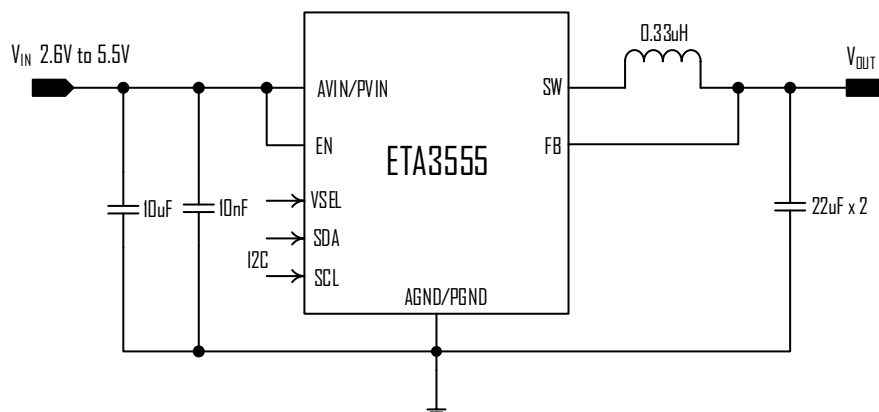 0.33uH
V_IN 2.6V to 5.5V
V_OUT
AVIN/PVIN
SW
EN
FB
ETA3555
10uF
10nF
VSEL
22uF x 2
SDA
I2C
SCL
AGND/PGND